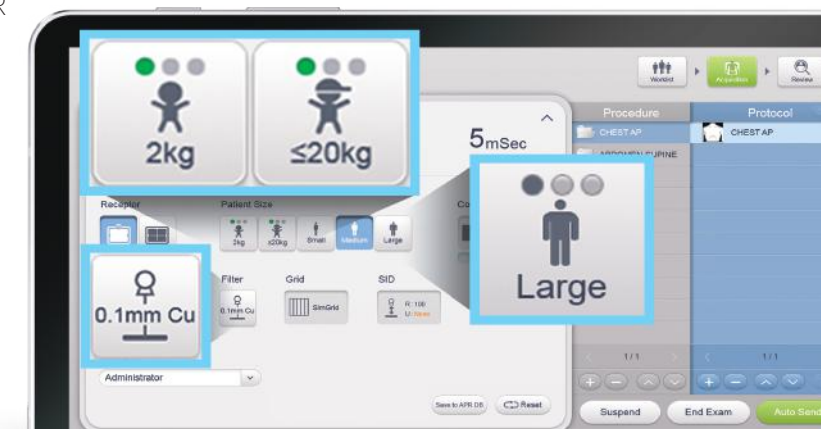 R
2kg
≤20kg
Worklist
Acquisition
Review
5mSec
Procedure
Protocol
CHEST AP
CHEST AP
ABDOMEN SUPINE
Receptor
Patient Size
2kg
≤20kg
Small
Medium
Large
Large
0.1mm Cu
Filter
Grid
SID
0.1mm Cu
SimGrid
R: 100
U: None
1/1
1/1
Administrator
Save to APR DB
Reset
Suspend
End Exam
Auto Send